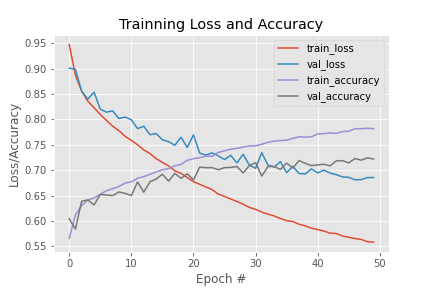 Trainning Loss and Accuracy
train_loss
val_loss
train_accuracy
val_accuracy
Loss/Accuracy
0.95
0.90
0.85
0.80
0.75
0.70
0.65
0.60
0.55
0
10
20
30
40
50
Epoch #